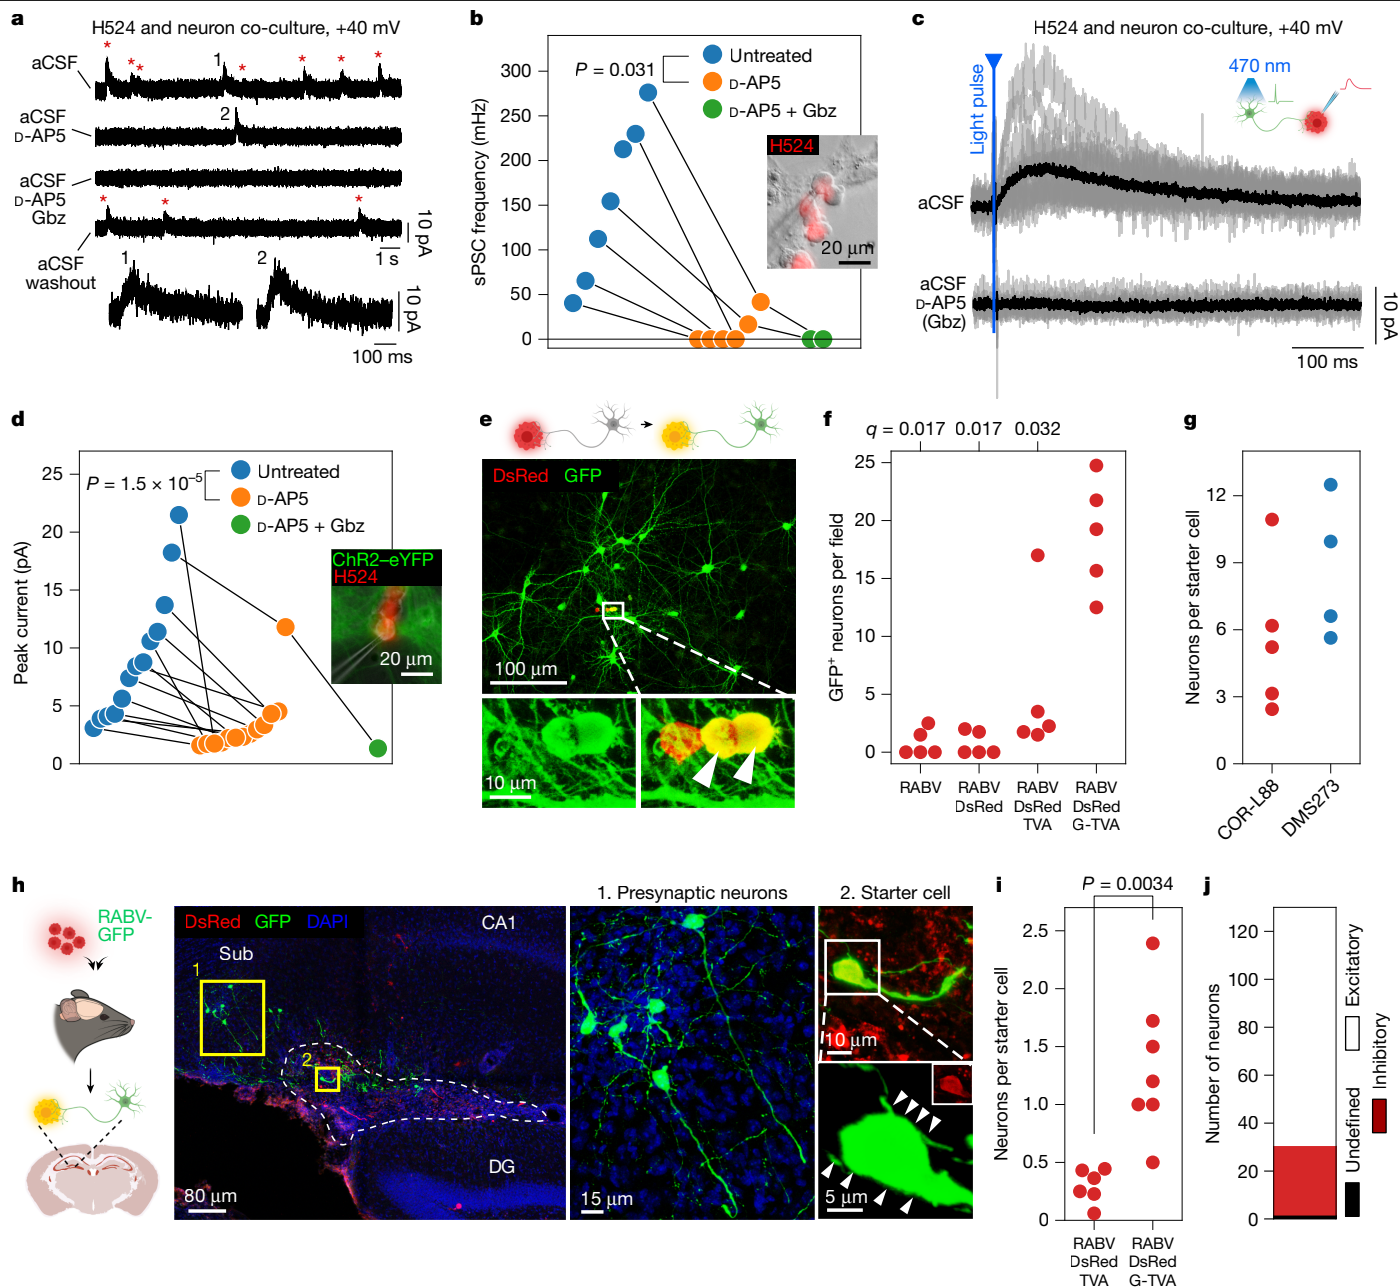 a
H524 and neuron co-culture, +40 mV
aCSF
* * * 1 * * * *
aCSF
D-AP5
2
aCSF
D-AP5
Gbz
* * *
aCSF
washout
10 pA
1 s
1
2
10 pA
100 ms
b
sPSC frequency (mHz)
300
250
200
150
100
50
0
P = 0.031
Untreated
D-AP5
D-AP5 + Gbz
H524
20 μm
c
H524 and neuron co-culture, +40 mV
Light pulse
470 nm
aCSF
aCSF
D-AP5
(Gbz)
10 pA
100 ms
d
Peak current (pA)
25
20
15
10
5
0
P = 1.5 × 10⁻⁵
Untreated
D-AP5
D-AP5 + Gbz
ChR2–eYFP
H524
20 μm
e
DsRed GFP
100 μm
10 μm
f
q = 0.017 0.017 0.032
GFP⁺ neurons per field
25
20
15
10
5
0
RABV
RABV
DsRed
RABV
DsRed
TVA
RABV
DsRed
G-TVA
g
Neurons per starter cell
12
9
6
3
0
COR-L88
DMS273
h
RABV-
GFP
DsRed GFP DAPI
CA1
Sub
1
2
DG
80 μm
1. Presynaptic neurons
15 μm
2. Starter cell
10 μm
5 μm
i
P = 0.0034
Neurons per starter cell
2.5
2.0
1.5
1.0
0.5
0
RABV
DsRed
TVA
RABV
DsRed
G-TVA
j
Number of neurons
120
100
80
60
40
20
0
Undefined
Excitatory
Inhibitory